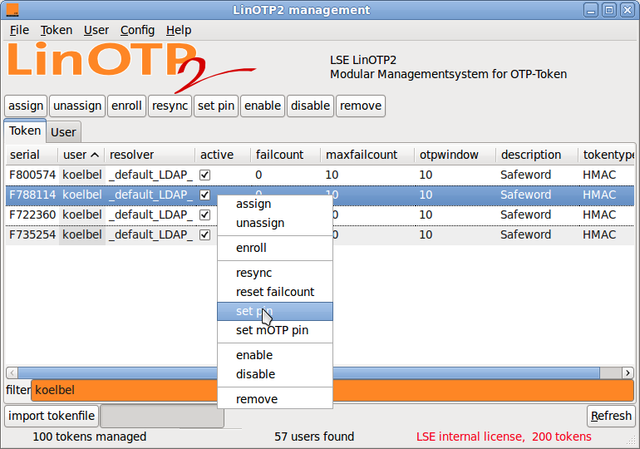 LinOTP2 management
File Token User Config Help
LinOTP2
LSE LinOTP2
Modular Managementsystem for OTP-Token
assign unassign enroll resync set pin enable disable remove
Token User
serial user resolver active failcount maxfailcount otpwindow description tokentype
F800574 koelbel _default_LDAP_ 0 10 10 Safeword HMAC
F788114 koelbel _default_LDAP_ 0 10 10 Safeword HMAC
F722360 koelbel _default_LDAP_ 0 10 Safeword HMAC
F735254 koelbel _default_LDAP_ 0 10 Safeword HMAC
assign
unassign
enroll
resync
reset failcount
set pin
set mOTP pin
enable
disable
remove
filter koelbel
import tokenfile Refresh
100 tokens managed 57 users found LSE internal license, 200 tokens